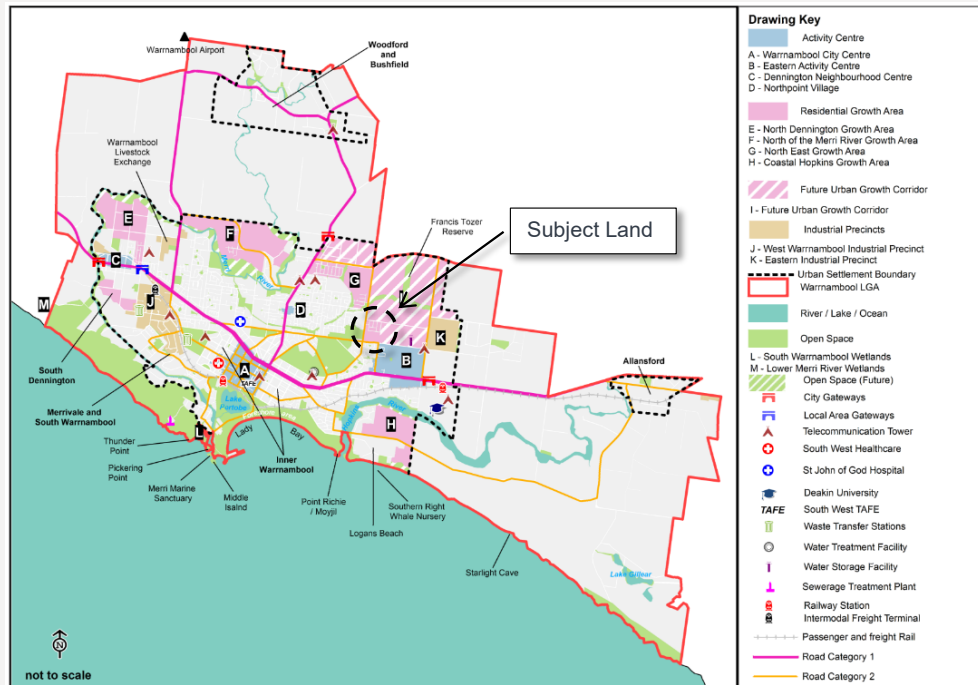 Warrnambool Airport
Woodford and
Bushfield
Warrnambool
Livestock
Exchange
Francis Tozer
Reserve
Subject Land
E
F
Merri
River
G
I
C
D
M
J
K
B
A
TAFE
Allansford
South
Dennington
Lake
Pertobe
Hopkins
River
H
Merrivale and
South Warrnambool
L
Lady
Bay
Thunder
Point
Pickering
Point
Inner
Warrnambool
Merri Marine
Sanctuary
Middle
Isalnd
Point Richie
/ Moyjil
Southern Right
Whale Nursery
Logans Beach
Starlight Cave
Lake Gillear
N
not to scale
Drawing Key
Activity Centre
A - Warrnambool City Centre
B - Eastern Activity Centre
C - Dennington Neighbourhood Centre
D - Northpoint Village
Residential Growth Area
E - North Dennington Growth Area
F - North of the Merri River Growth Area
G - North East Growth Area
H - Coastal Hopkins Growth Area
Future Urban Growth Corridor
I - Future Urban Growth Corridor
Industrial Precincts
J - West Warrnambool Industrial Precinct
K - Eastern Industrial Precinct
Urban Settlement Boundary
Warrnambool LGA
River / Lake / Ocean
Open Space
L - South Warrnambool Wetlands
M - Lower Merri River Wetlands
Open Space (Future)
City Gateways
Local Area Gateways
Telecommunication Tower
South West Healthcare
St John of God Hospital
Deakin University
TAFE South West TAFE
Waste Transfer Stations
Water Treatment Facility
Water Storage Facility
Sewerage Treatment Plant
Railway Station
Intermodal Freight Terminal
Passenger and freight Rail
Road Category 1
Road Category 2